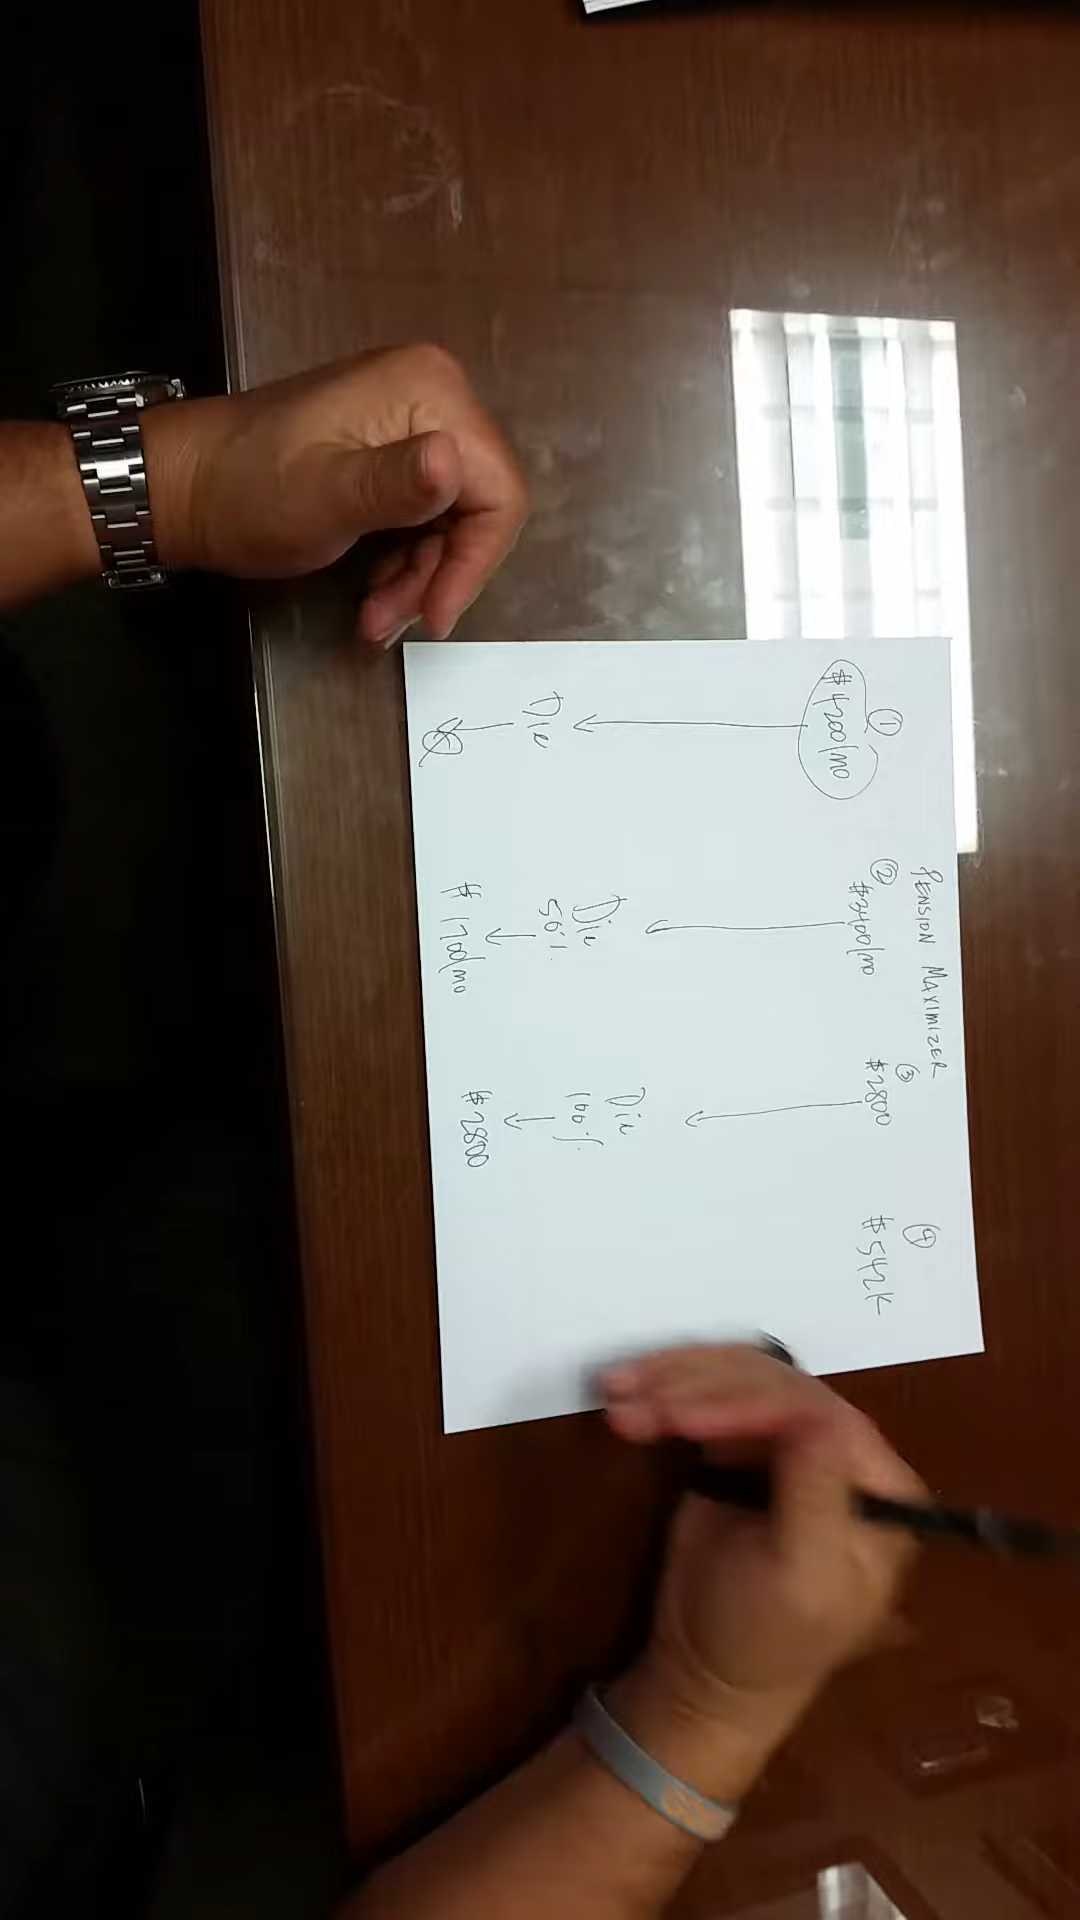 PENSION MAXIMIZER
① ② ③ ④
$4200/mo $3400/mo $2800 $542K
Die Die Die
50% 100%
$1700/mo $2800